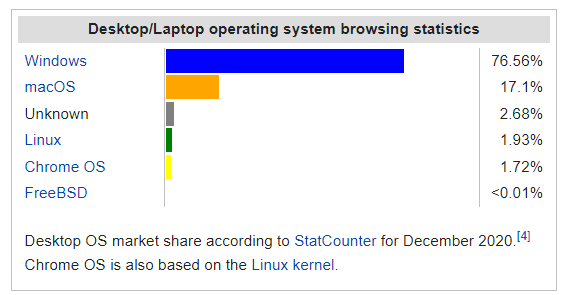 Desktop/Laptop operating system browsing statistics
Windows 76.56%
macOS 17.1%
Unknown 2.68%
Linux 1.93%
Chrome OS 1.72%
FreeBSD <0.01%
Desktop OS market share according to StatCounter for December 2020.[4]
Chrome OS is also based on the Linux kernel.